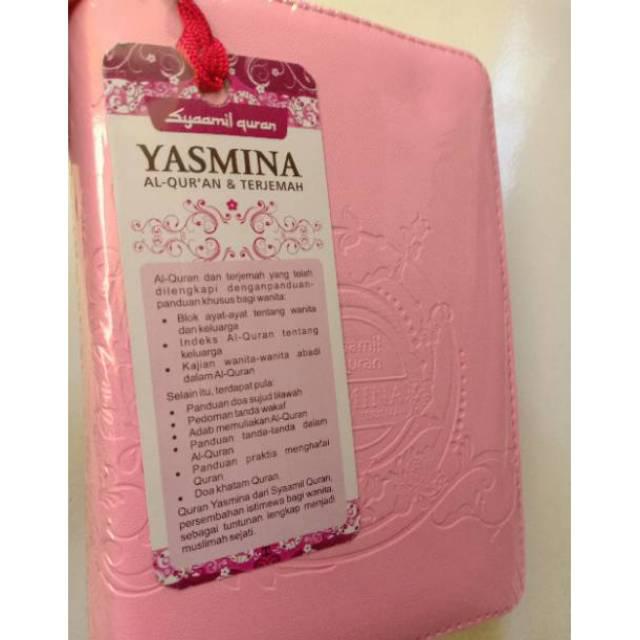 Syaamil quran
YASMINA
AL-QUR'AN & TERJEMAH
Al-Quran dan terjemah yang telah
dilengkapi denganpanduan-
panduan khusus bagi wanita:
• Blok ayat-ayat tentang wanita
dan keluarga
• Indeks Al-Quran tentang
keluarga
• Kajian wanita-wanita abadi
dalam Al-Quran
Selain itu, terdapat pula:
• Panduan doa sujud tilawah
• Pedoman tanda wakaf
• Adab memuliakan Al-Quran
• Panduan tanda-tanda dalam
Al-Quran
• Panduan praktis menghafal
Quran
• Doa khatam Quran
Quran Yasmina dari Syaamil Quran,
persembahan istimewa bagi wanita,
sebagai tuntunan lengkap menjadi
muslimah sejati.
syaamil
quran
MINA